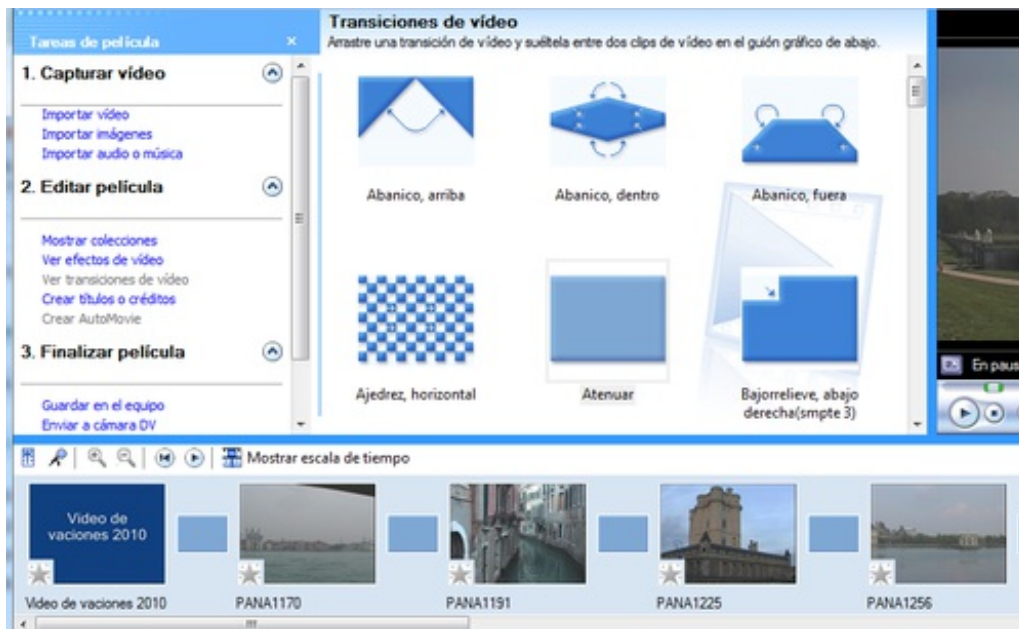 Transiciones de vídeo
Arrastre una transición de vídeo y suéltela entre dos clips de vídeo en el guión gráfico de abajo.
Tareas de película
1. Capturar vídeo
Importar vídeo
Importar imágenes
Importar audio o música
2. Editar película
Mostrar colecciones
Ver efectos de vídeo
Ver transiciones de vídeo
Crear títulos o créditos
Crear AutoMovie
3. Finalizar película
Guardar en el equipo
Enviar a cámara DV
Abanico, arriba
Abanico, dentro
Abanico, fuera
Ajedrez, horizontal
Atenuar
Bajorrelieve, abajo
derecha(smpte 3)
En paus
Mostrar escala de tiempo
Video de
vaciones 2010
Video de vaciones 2010
PANA1170
PANA1191
PANA1225
PANA1256